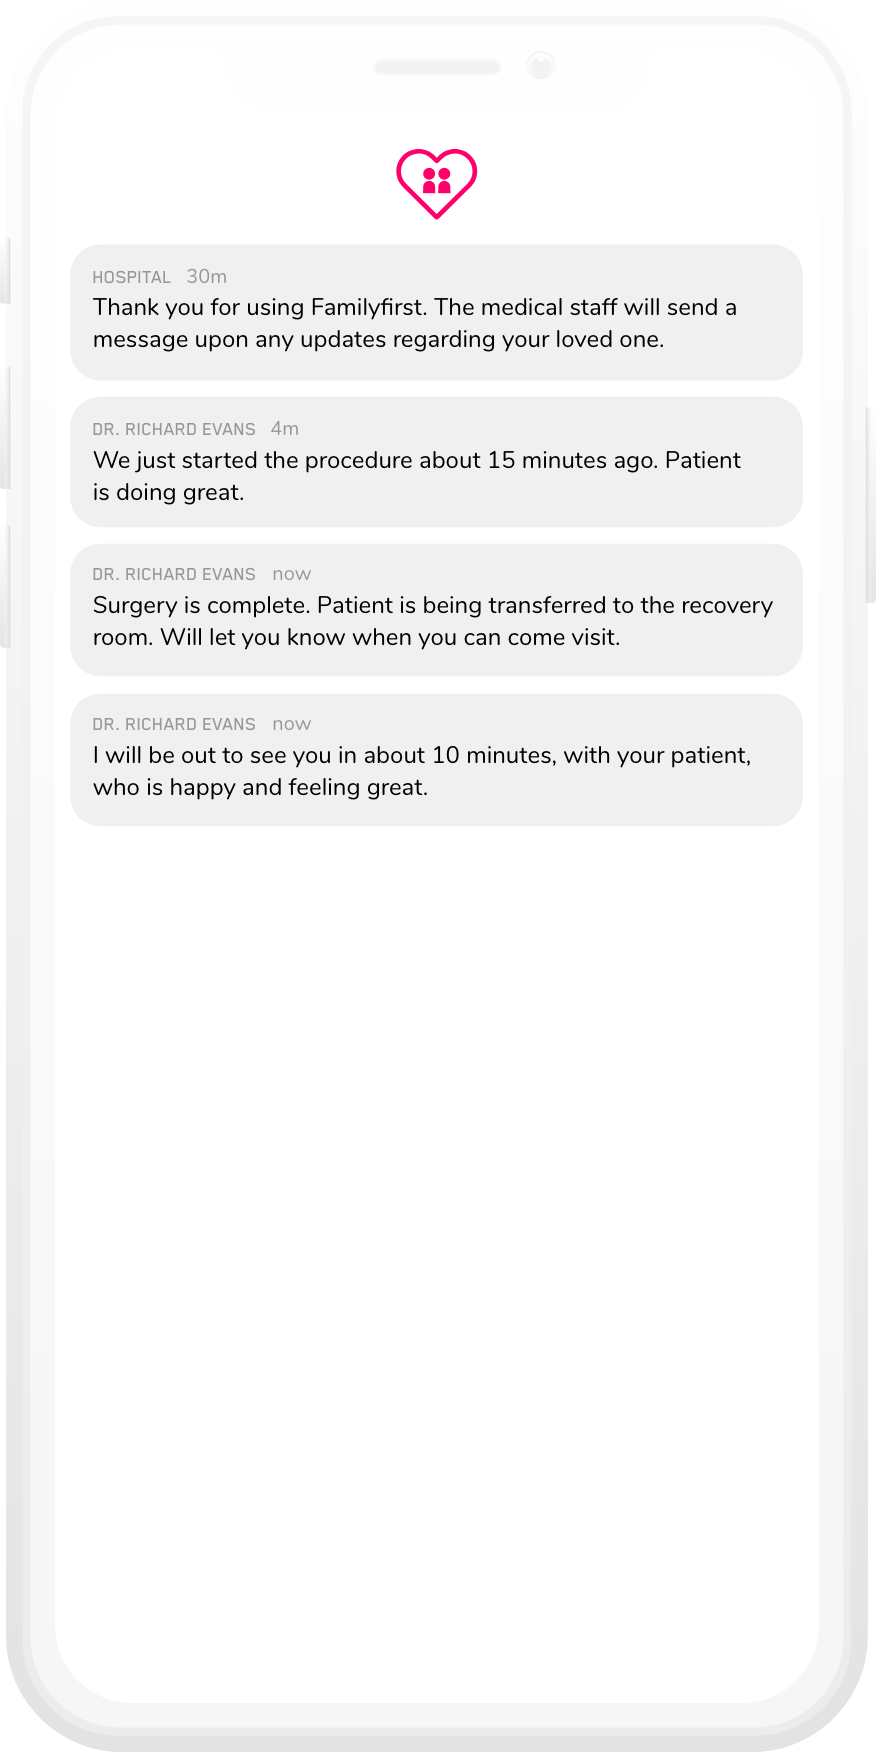 HOSPITAL 30m
Thank you for using Familyfirst. The medical staff will send a
message upon any updates regarding your loved one.
DR. RICHARD EVANS 4m
We just started the procedure about 15 minutes ago. Patient
is doing great.
DR. RICHARD EVANS now
Surgery is complete. Patient is being transferred to the recovery
room. Will let you know when you can come visit.
DR. RICHARD EVANS now
I will be out to see you in about 10 minutes, with your patient,
who is happy and feeling great.